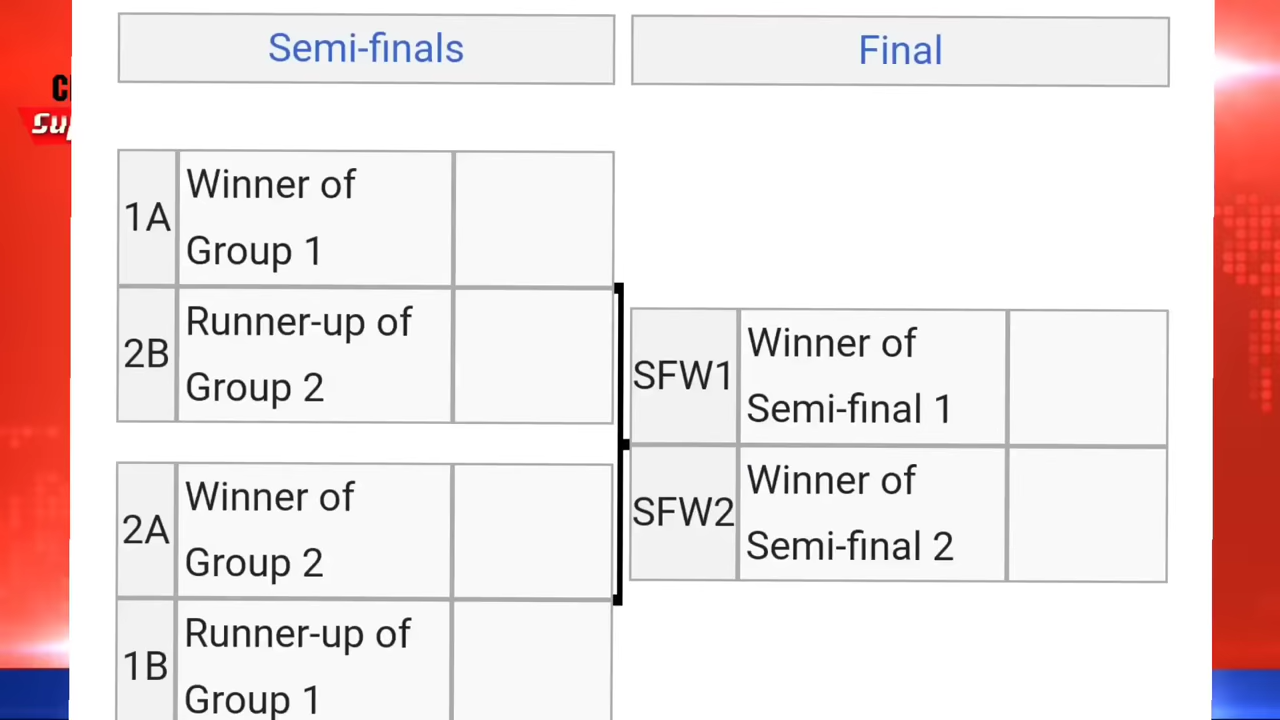 Semi-finals
Final
1A
Winner of
Group 1
2B
Runner-up of
Group 2
SFW1
Winner of
Semi-final 1
SFW2
Winner of
Semi-final 2
2A
Winner of
Group 2
1B
Runner-up of
Group 1